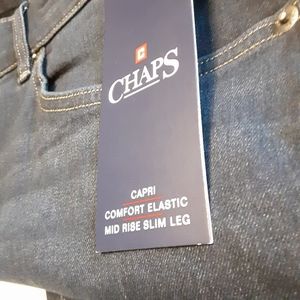 C
CHAPS
CAPRI
COMFORT ELASTIC
MID RISE SLIM LEG